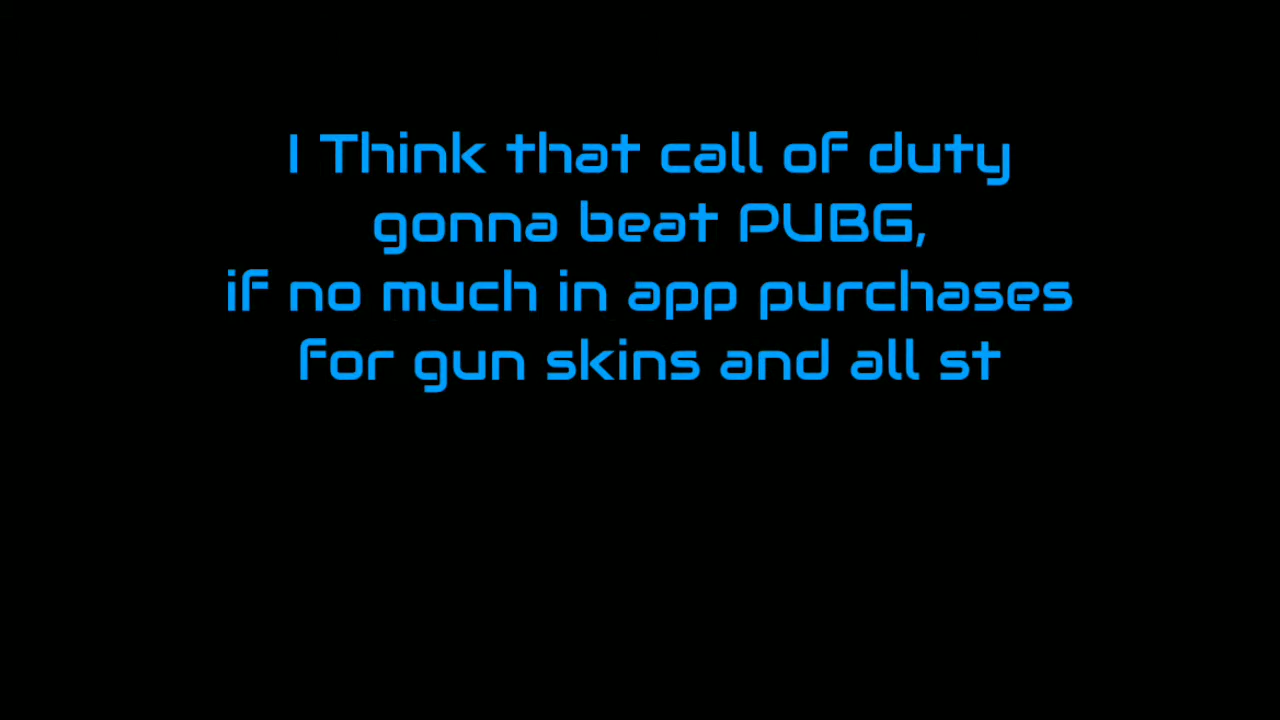 I Think that call of duty
gonna beat PUBG,
if no much in app purchases
for gun skins and all st